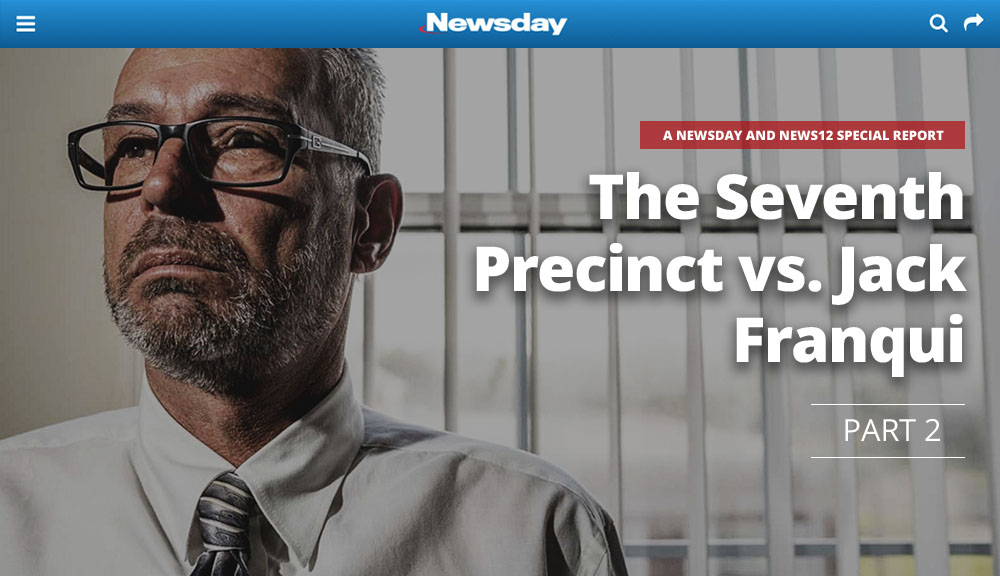 Newsday
A NEWSDAY AND NEWS12 SPECIAL REPORT
The Seventh
Precinct vs. Jack
Franqui
PART 2